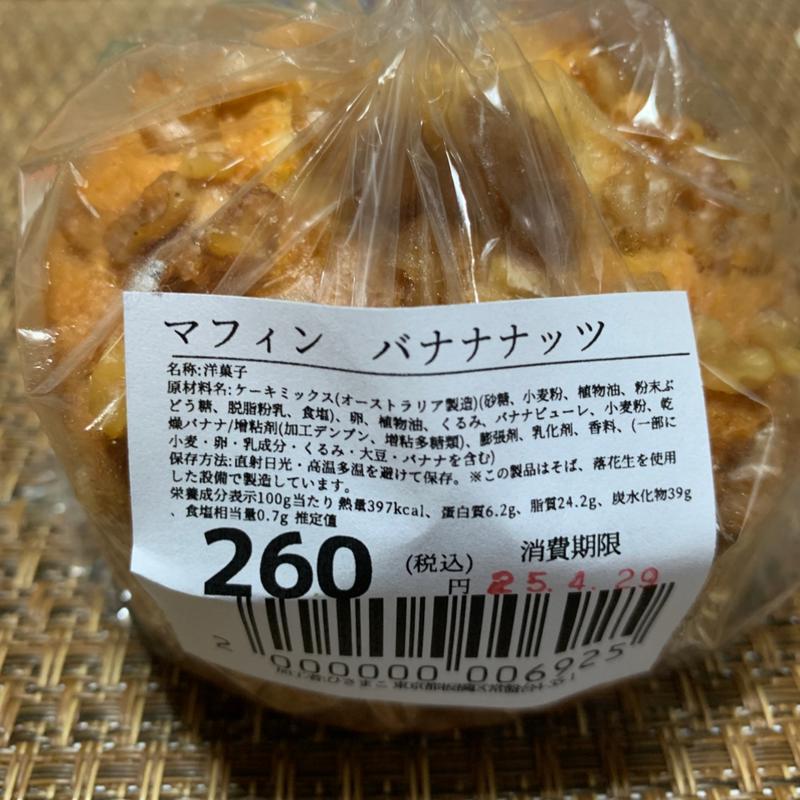 マフィン　バナナナッツ
名称:洋菓子
原材料名:ケーキミックス(オーストラリア製造)(砂糖、小麦粉、植物油、粉末ぶ
どう糖、脱脂粉乳、食塩)、卵、植物油、くるみ、バナナピューレ、小麦粉、乾
燥バナナ/増粘剤(加工デンプン、増粘多糖類)、膨張剤、乳化剤、香料、(一部に
小麦・卵・乳成分・くるみ・大豆・バナナを含む)
保存方法:直射日光・高温多湿を避けて保存。※この製品はそば、落花生を使用
した設備で製造しています。
栄養成分表示100g当たり 熱量397kcal、蛋白質6.2g、脂質24.2g、炭水化物39g
、食塩相当量0.7g 推定値
260 (税込)円 消費期限
25.4.29
2 000000 006925